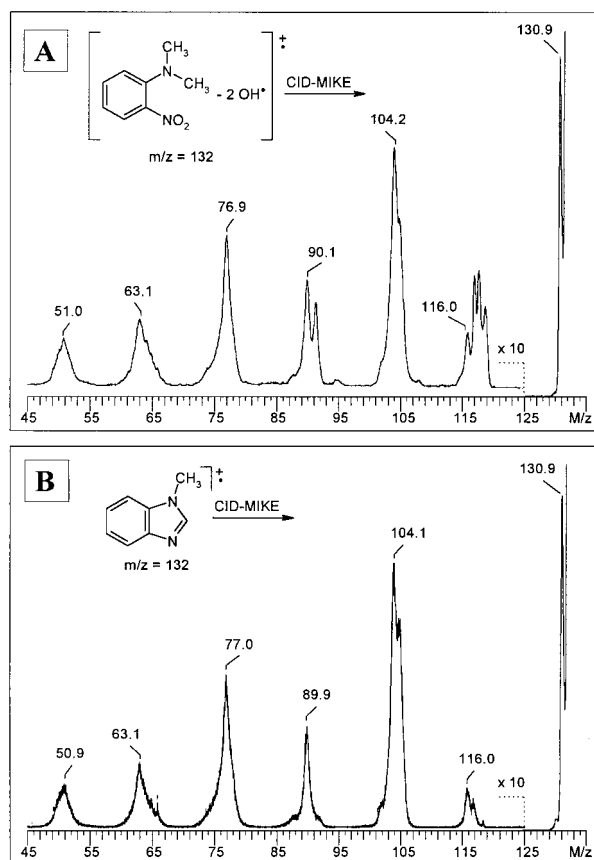 A
CH₃
N
CH₃
NO₂
- 2 OH•
+•
CID-MIKE
m/z = 132
130.9
104.2
76.9
90.1
63.1
51.0
116.0
x 10
45 55 65 75 85 95 105 115 M/z
B
CH₃
N
N
+•
CID-MIKE
m/z = 132
130.9
104.1
77.0
89.9
63.1
50.9
116.0
x 10
45 55 65 75 85 95 105 115 M/z